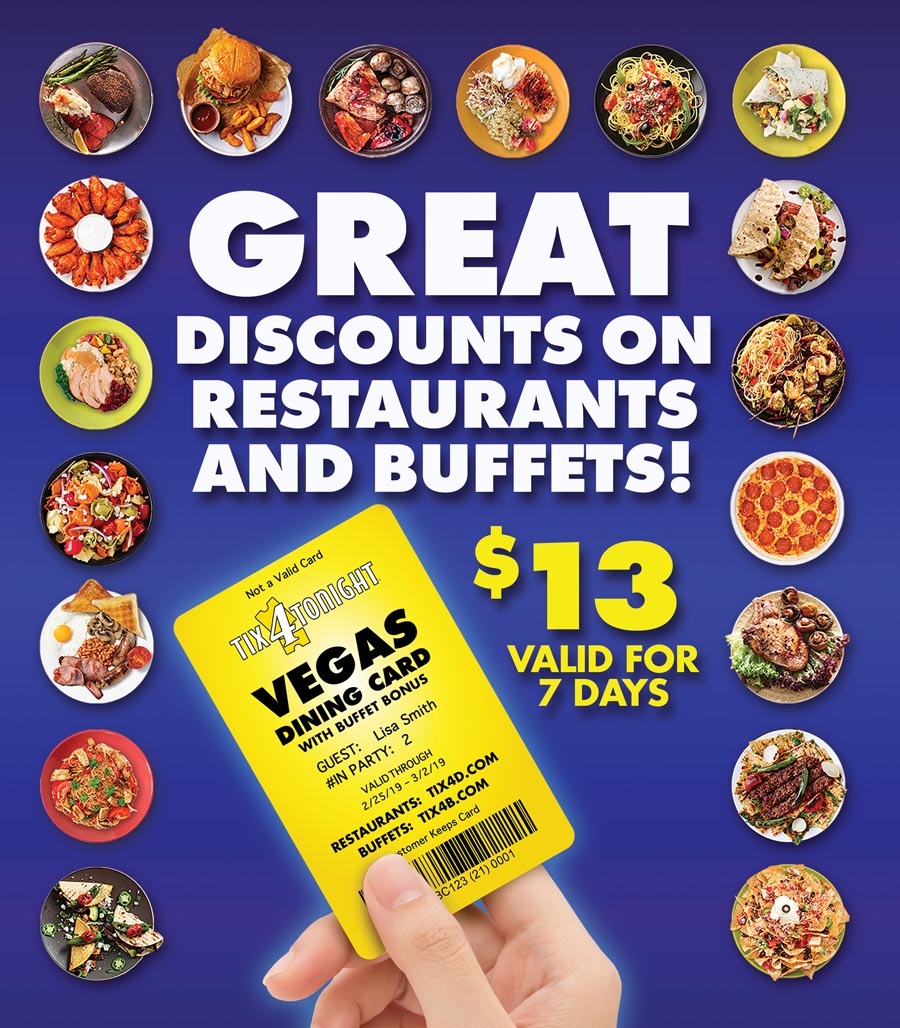 GREAT
DISCOUNTS ON
RESTAURANTS
AND BUFFETS!
$13
VALID FOR
7 DAYS
Not a Valid Card
TIX4TONIGHT
VEGAS
DINING CARD
WITH BUFFET BONUS
GUEST: Lisa Smith
#IN PARTY: 2
VALID THROUGH
2/25/19 – 3/2/19
RESTAURANTS: TIX4D.COM
BUFFETS: TIX4B.COM
Keeps Card
(21) 0001